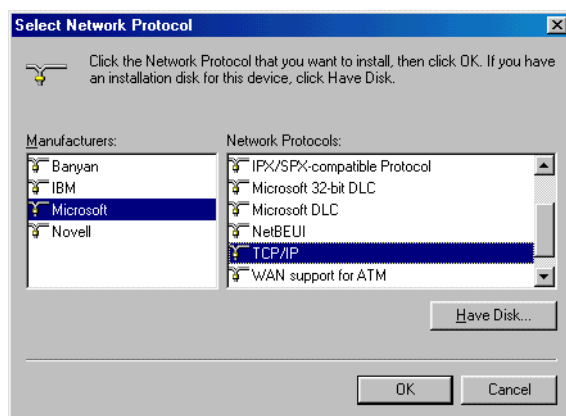 Select Network Protocol
Click the Network Protocol that you want to install, then click OK. If you have
an installation disk for this device, click Have Disk.
Manufacturers:
Banyan
IBM
Microsoft
Novell
Network Protocols:
IPX/SPX-compatible Protocol
Microsoft 32-bit DLC
Microsoft DLC
NetBEUI
TCP/IP
WAN support for ATM
Have Disk...
OK
Cancel